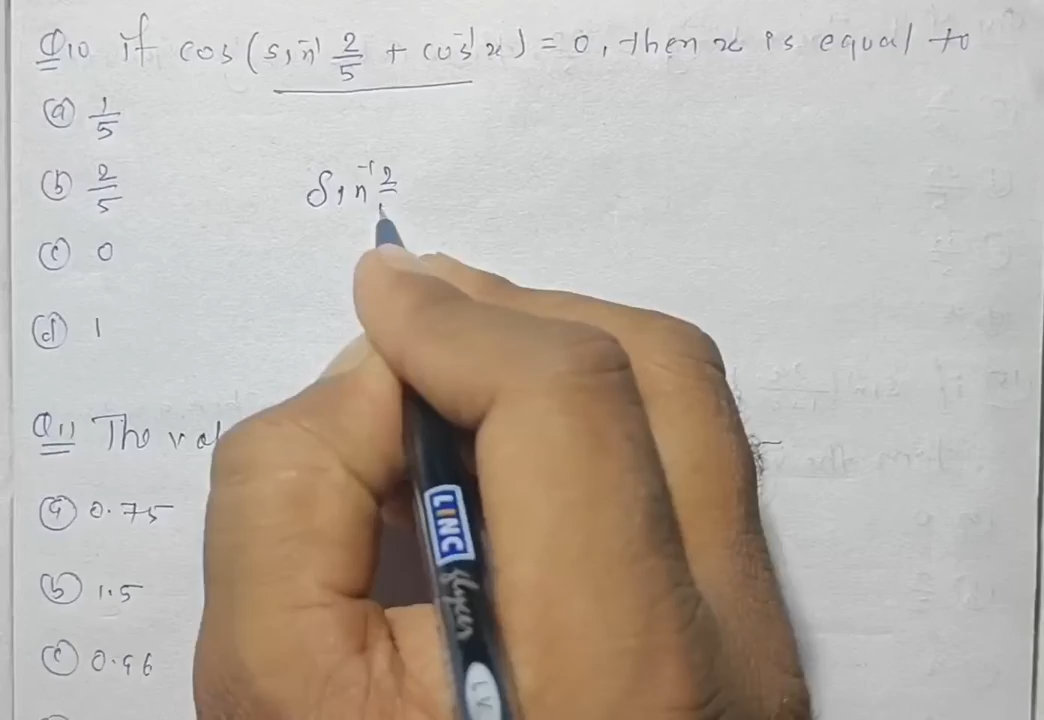 Q10 If cos(sin⁻¹ 2/5 + cos⁻¹ x) = 0, then x is equal to
(a) 1/5
(b) 2/5
sin⁻¹ 2
(c) 0
(d) 1
Q11 The
(a) 0.75
(b) 1.5
(c) 0.96
LINC